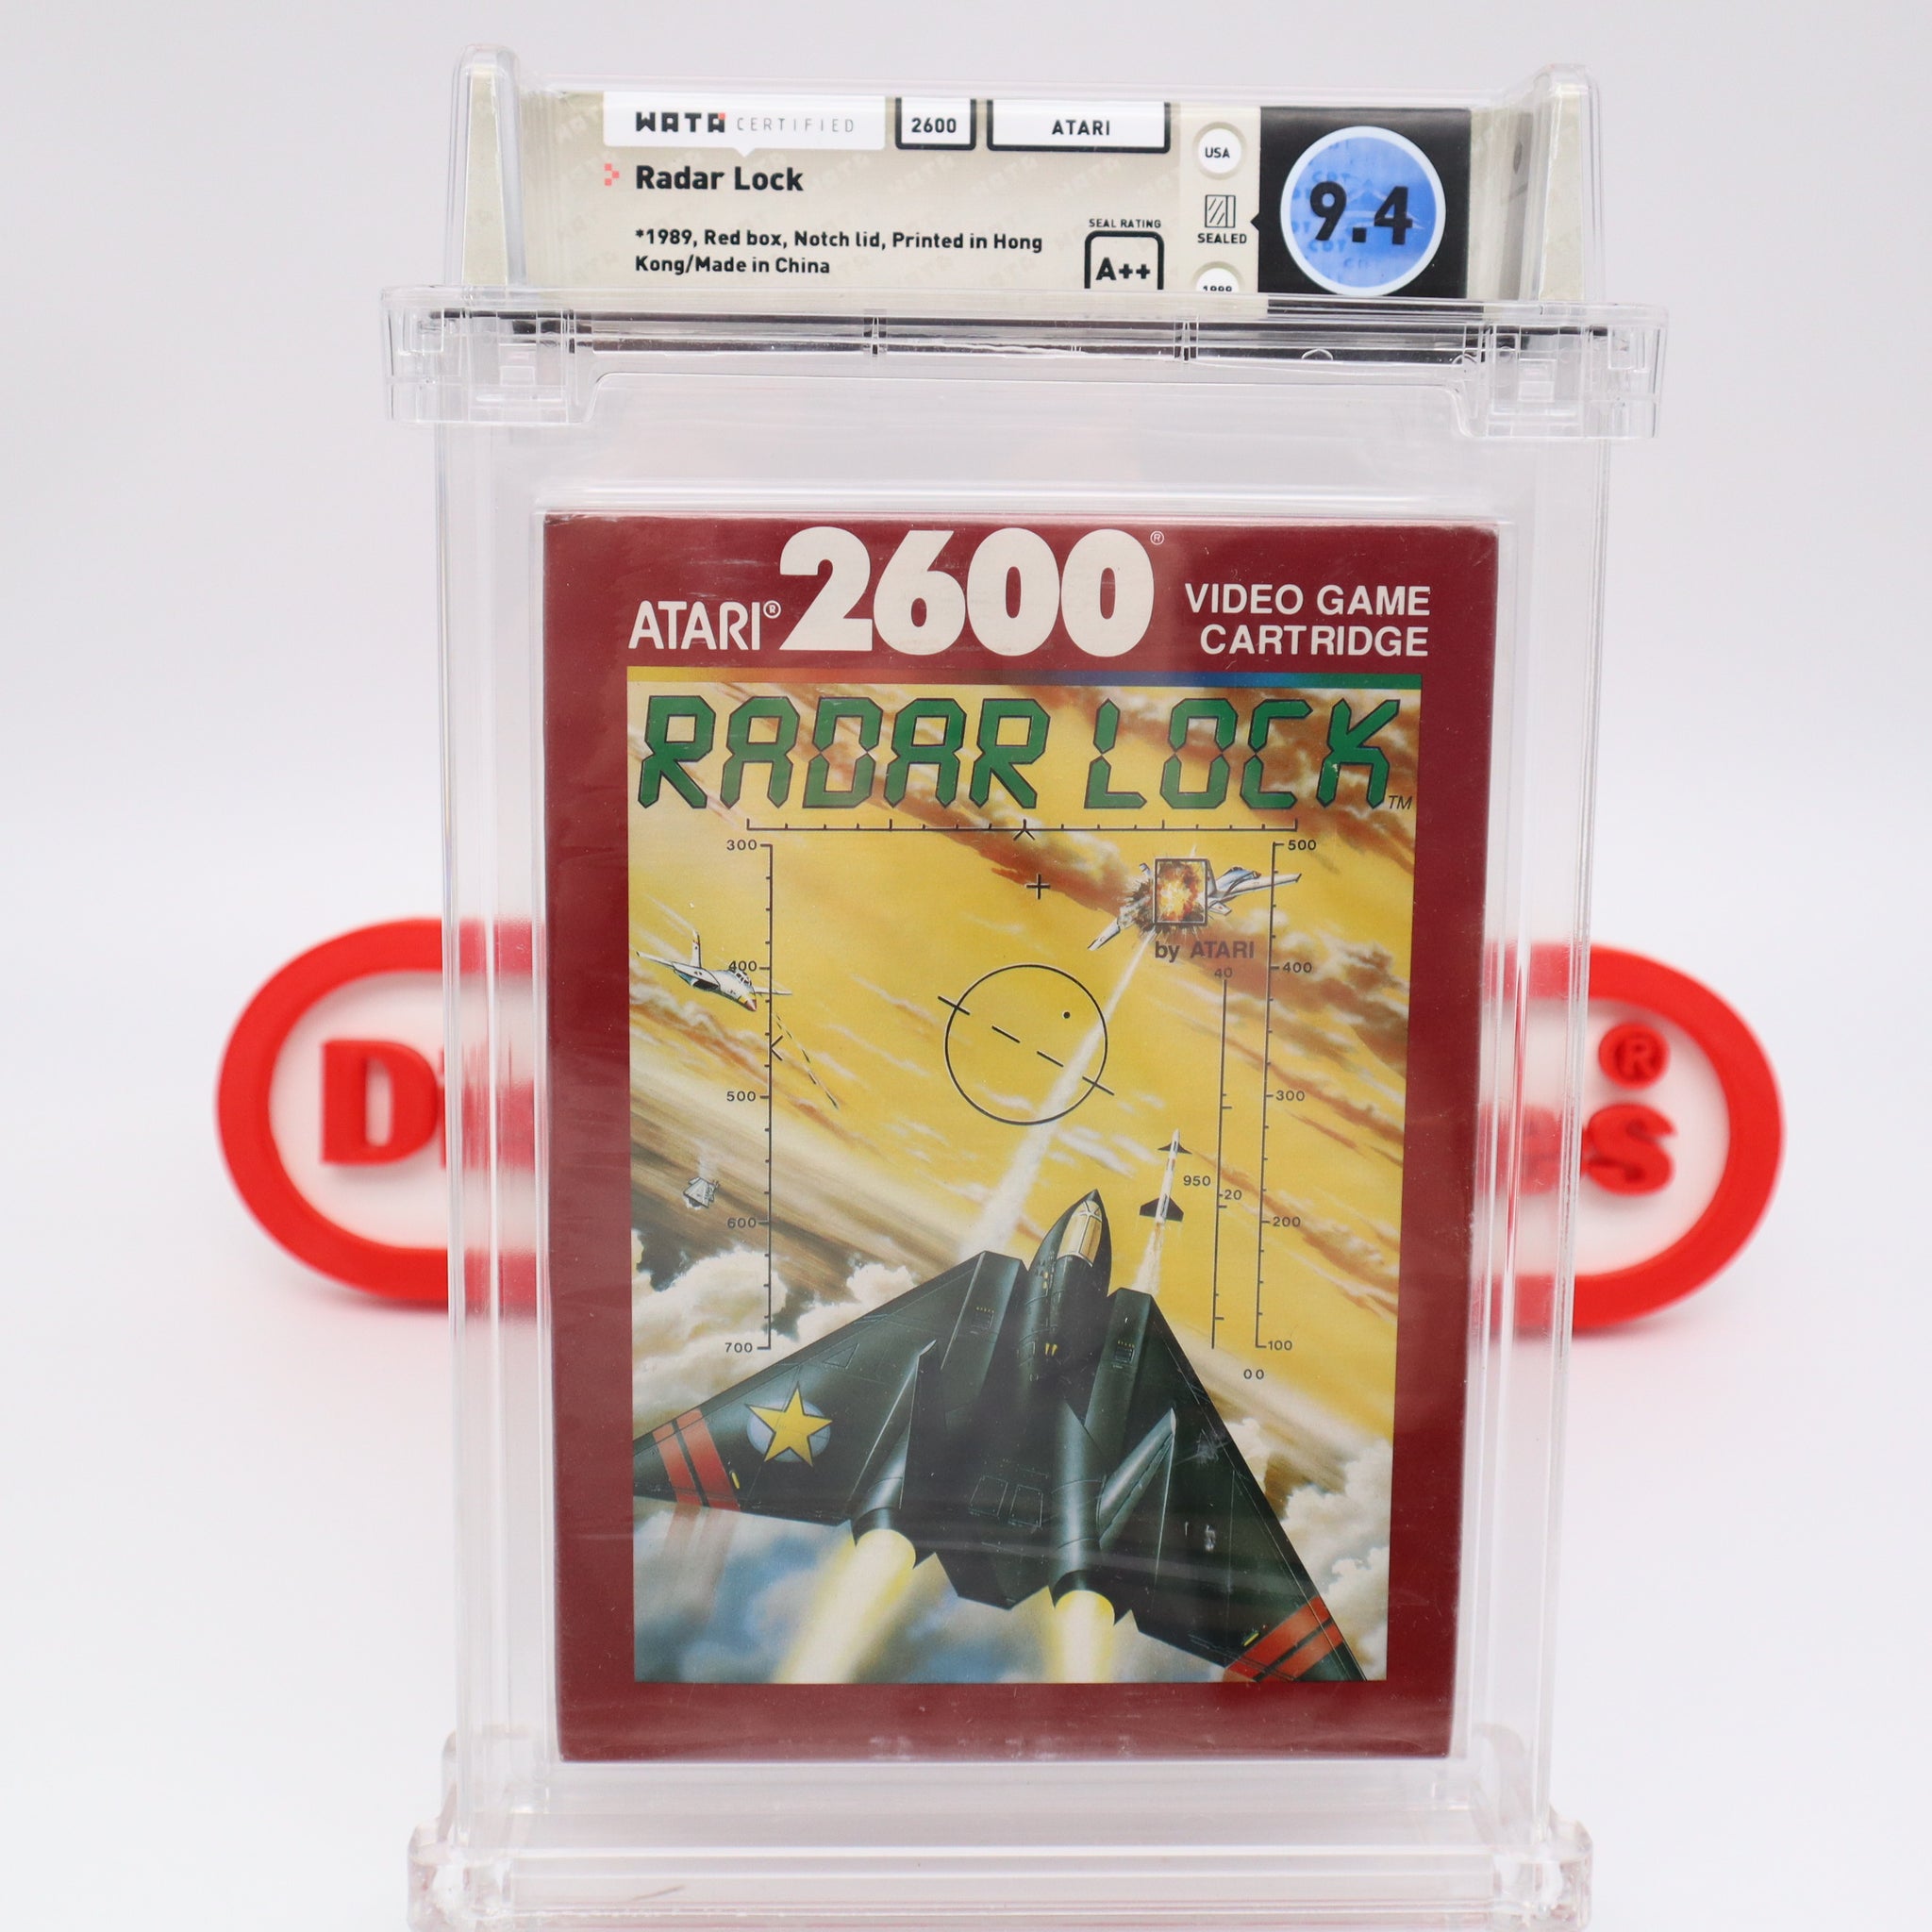 WATA CERTIFIED
2600
ATARI
USA
Radar Lock
9.4
SEAL RATING
SEALED
*1989, Red box, Notch lid, Printed in Hong
Kong/Made in China
A++
ATARI® 2600®
VIDEO GAME
CARTRIDGE
RADAR LOCK™
300
500
by ATARI
400
40
400
500
300
950
20
600
200
700
100
00
®